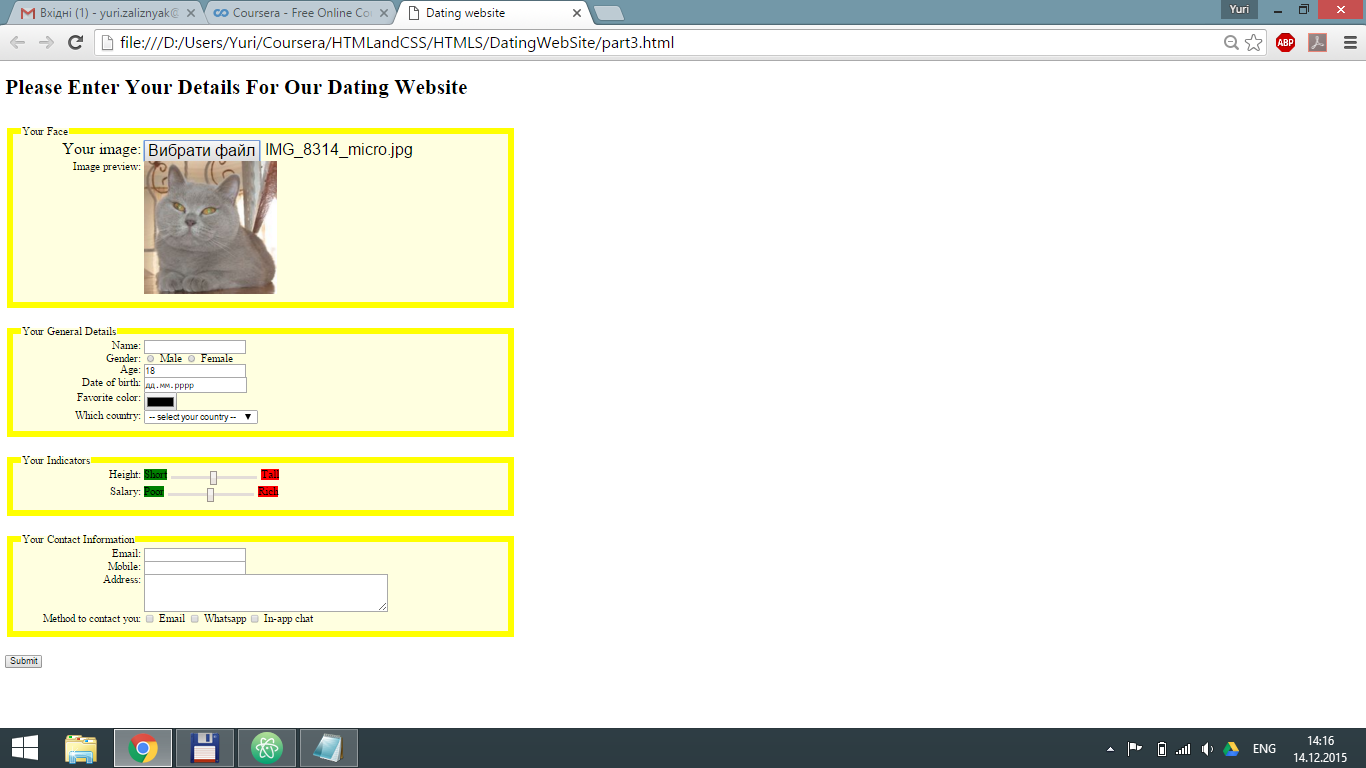 Вхідні (1) - yuri.zaliznyak@
Coursera - Free Online Co
Dating website
Yuri
file:///D:/Users/Yuri/Coursera/HTMLandCSS/HTMLS/DatingWebSite/part3.html
ABP
Please Enter Your Details For Our Dating Website
Your Face
Your image: Вибрати файл IMG_8314_micro.jpg
Image preview:
Your General Details
Name:
Gender: Male Female
Age: 18
Date of birth: дд.мм.рррр
Favorite color:
Which country: -- select your country --
Your Indicators
Height: Short Tall
Salary: Poor Rich
Your Contact Information
Email:
Mobile:
Address:
Method to contact you: Email Whatsapp In-app chat
Submit
ENG
14:16
14.12.2015